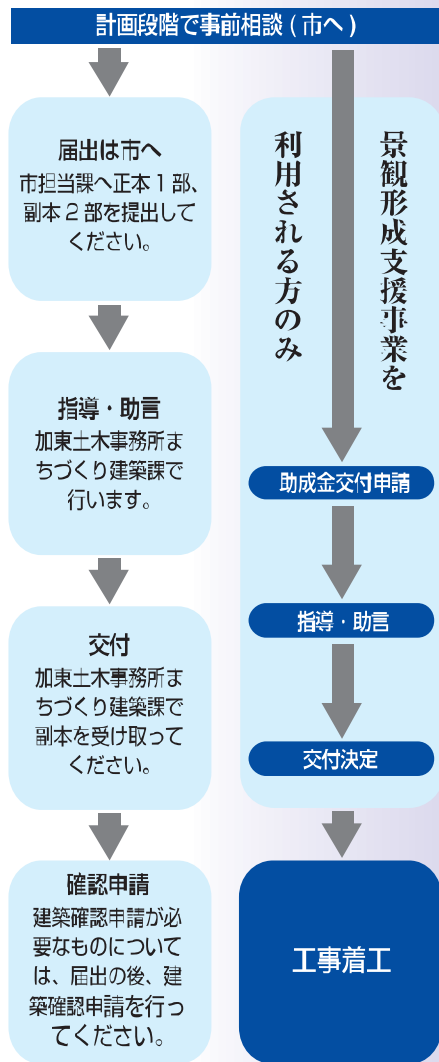 計画段階で事前相談(市へ)
届出は市へ
市担当課へ正本1部、
副本2部を提出して
ください。
指導・助言
加東土木事務所ま
ちづくり建築課で
行います。
交付
加東土木事務所ま
ちづくり建築課で
副本を受け取って
ください。
確認申請
建築確認申請が必
要なものについて
は、届出の後、建
築確認申請を行っ
てください。
景観形成支援事業を
利用される方のみ
助成金交付申請
指導・助言
交付決定
工事着工